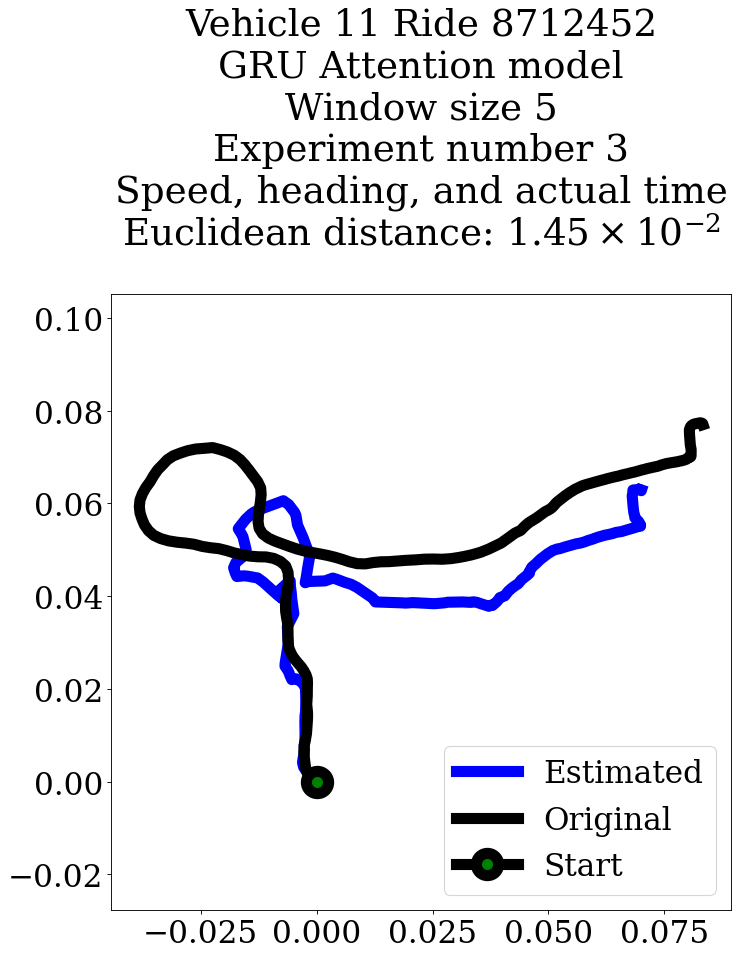 Vehicle 11 Ride 8712452
GRU Attention model
Window size 5
Experiment number 3
Speed, heading, and actual time
Euclidean distance: 1.45 × 10⁻²
0.10
0.08
0.06
0.04
0.02
0.00
−0.02
Estimated
Original
Start
−0.025 0.000 0.025 0.050 0.075